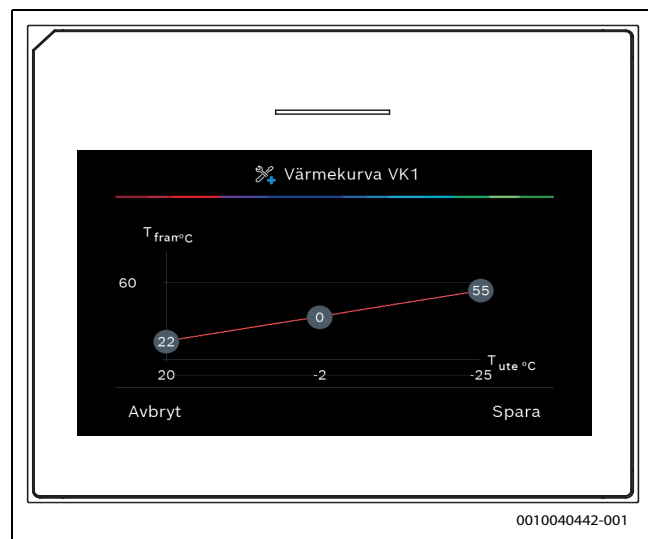 Värmekurva VK1
T fram°C
60
55
0
22
T ute °C
20 -2 -25
Avbryt Spara
0010040442-001